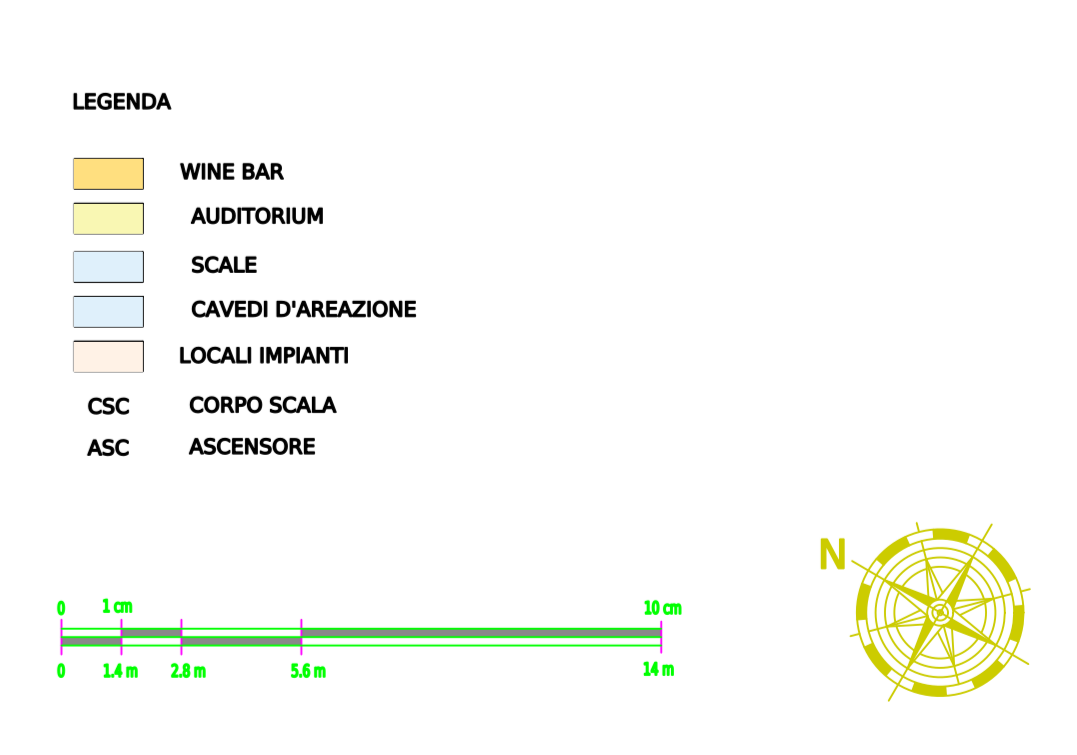 LEGENDA
WINE BAR
AUDITORIUM
SCALE
CAVEDI D'AREAZIONE
LOCALI IMPIANTI
CSC CORPO SCALA
ASC ASCENSORE
N
0 1 cm 10 cm
0 1.4 m 2.8 m 5.6 m 14 m